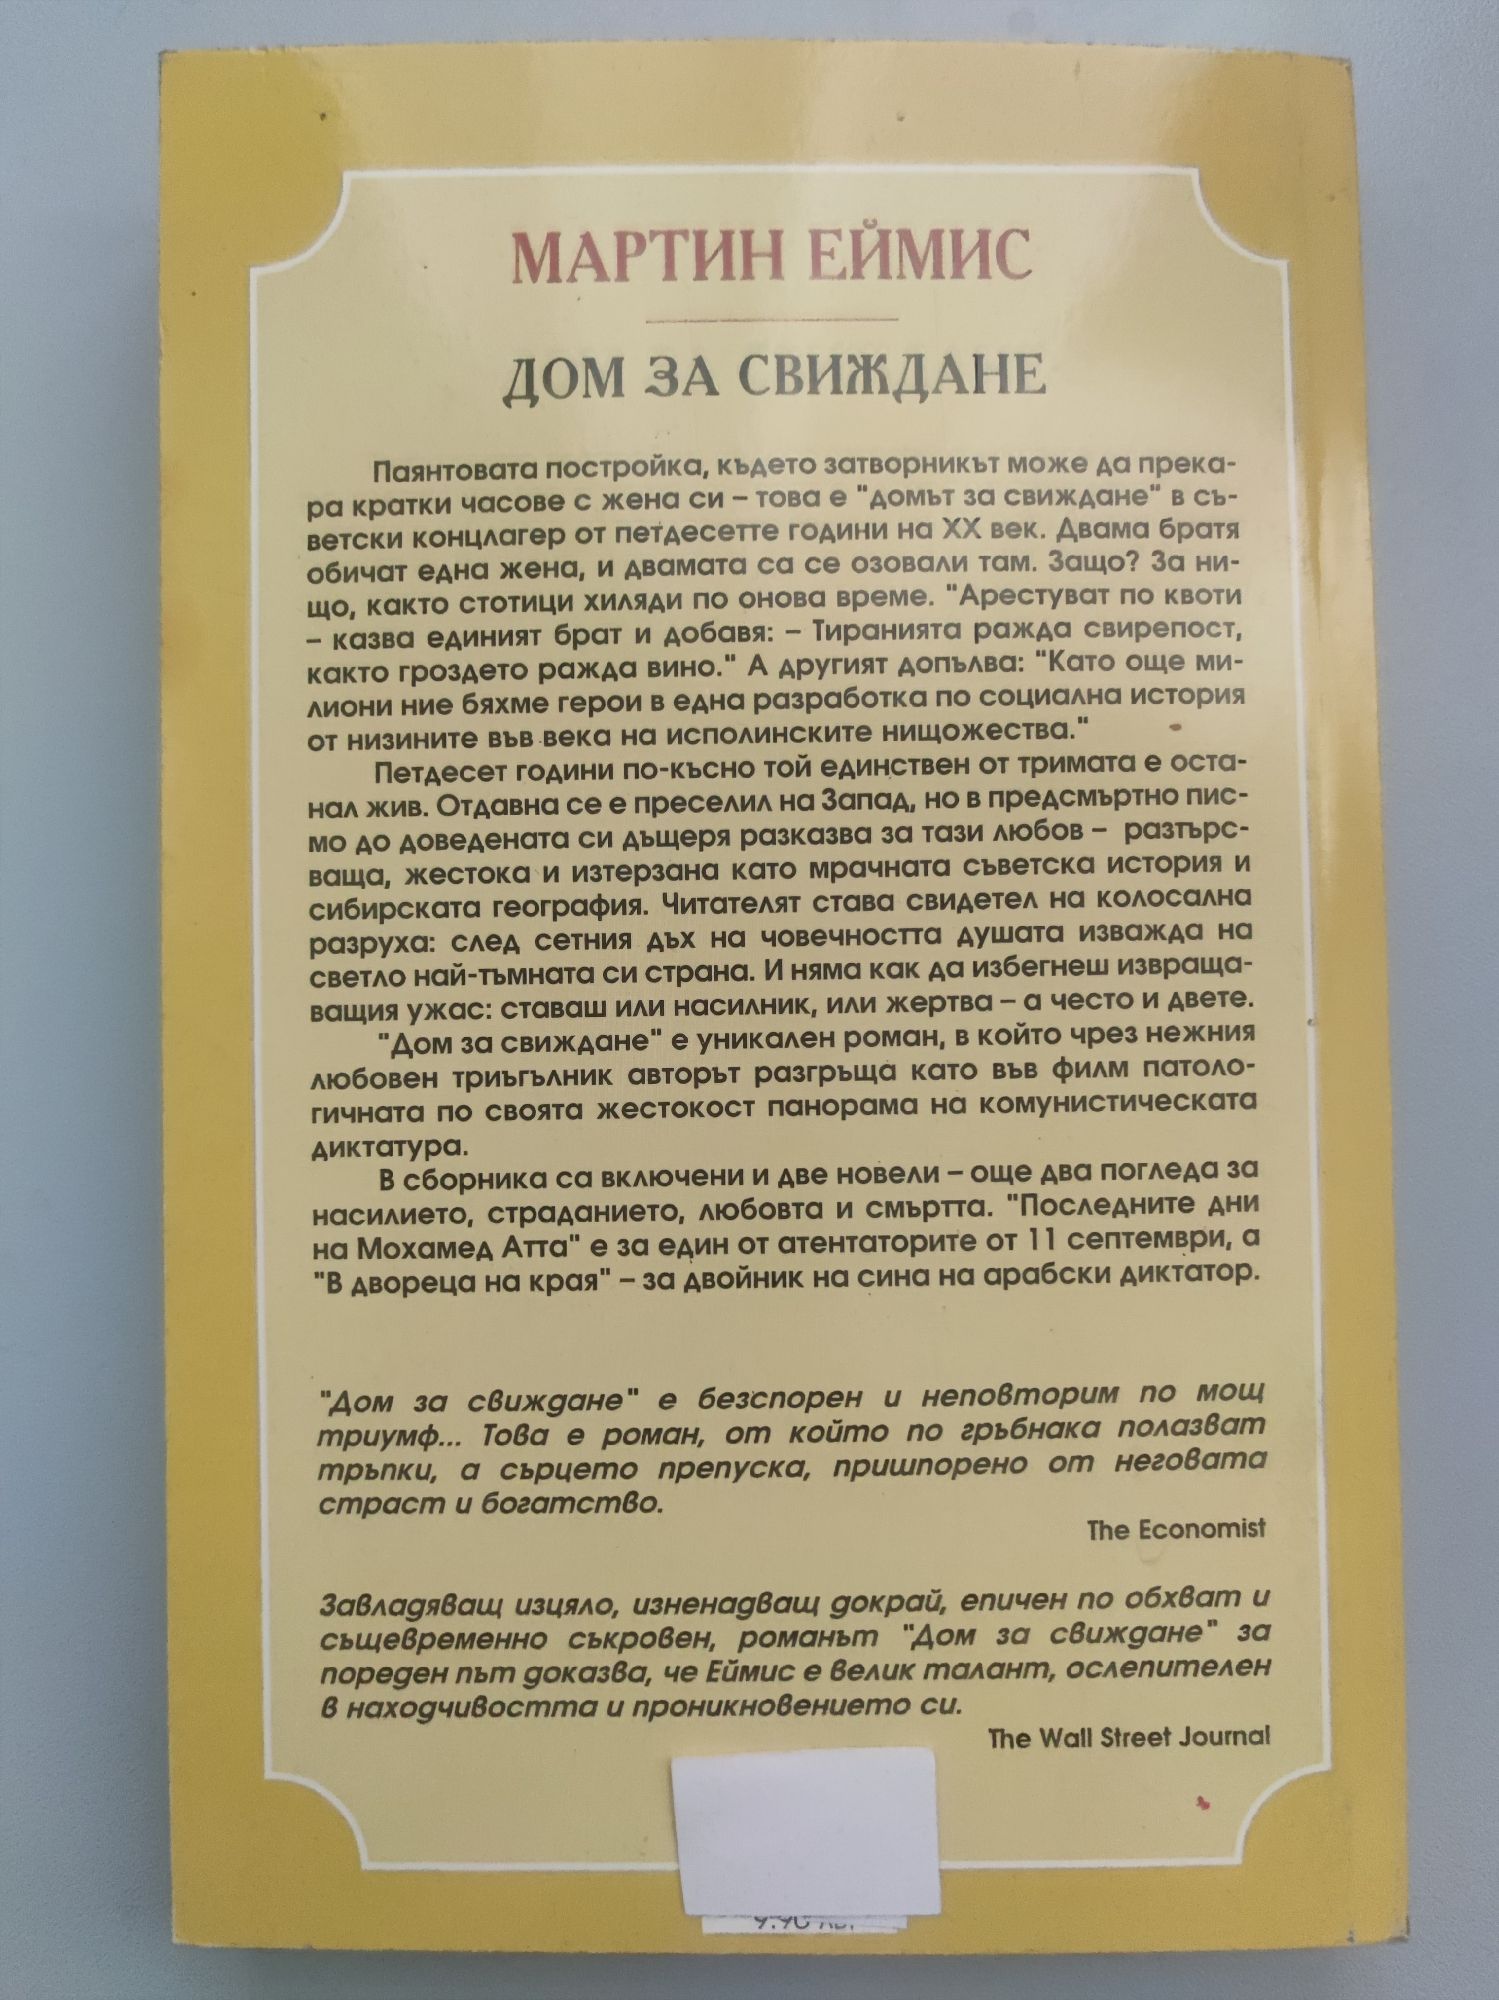 МАРТИН ЕЙМИС
ДОМ ЗА СВИЖДАНЕ
Паянтовата постройка, където затворникът може да прека-
ра кратки часове с жена си – това е "домът за свиждане" в съ-
ветски концлагер от петдесетте години на XX век. Двама братя
обичат една жена, и двамата са се озовали там. Защо? За ни-
що, както стотици хиляди по онова време. "Арестуват по квоти
– казва единият брат и добавя: – Тиранията ражда свирепост,
както гроздето ражда вино." А другият допълва: "Като още ми-
лиони ние бяхме герои в една разработка по социална история
от низините във века на исполинските нищожества."
Петдесет години по-късно той единствен от тримата е оста-
нал жив. Отдавна се е преселил на Запад, но в предсмъртно пис-
мо до доведената си дъщеря разказва за тази любов – разтърс-
ваща, жестока и изтерзана като мрачната съветска история и
сибирската география. Читателят става свидетел на колосална
разруха: след сетния дъх на човечността душата изважда на
светло най-тъмната си страна. И няма как да избегнеш извраща-
ващия ужас: ставаш или насилник, или жертва – а често и двете.
"Дом за свиждане" е уникален роман, в който чрез нежния
любовен триъгълник авторът разгръща като във филм патоло-
гичната по своята жестокост панорама на комунистическата
диктатура.
В сборника са включени и две новели – още два погледа за
насилието, страданието, любовта и смъртта. "Последните дни
на Мохамед Атта" е за един от атентаторите от 11 септември, а
"В двореца на края" – за двойник на сина на арабски диктатор.
"Дом за свиждане" е безспорен и неповторим по мощ
триумф... Това е роман, от който по гръбнака полазват
тръпки, а сърцето препуска, пришпорено от неговата
страст и богатство.
The Economist
Завладяващ изцяло, изненадващ докрай, епичен по обхват и
същевременно съкровен, романът "Дом за свиждане" за
пореден път доказва, че Еймис е велик талант, ослепителен
в находчивостта и проникновението си.
The Wall Street Journal